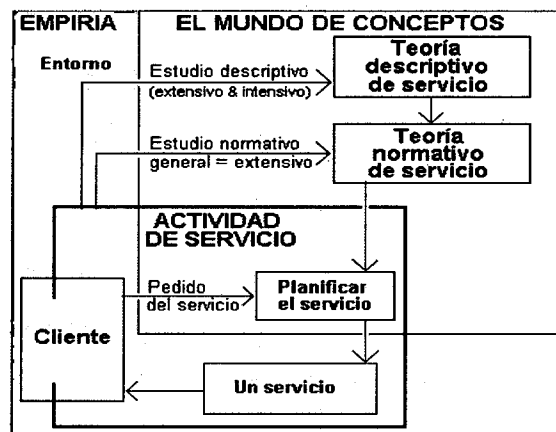 EMPIRIA
EL MUNDO DE CONCEPTOS
Entorno
Estudio descriptivo
(extensivo & intensivo)
Teoría
descriptivo
de servicio
Estudio normativo
general = extensivo
Teoría
normativo
de servicio
ACTIVIDAD
DE SERVICIO
Pedido
del servicio
Planificar
el servicio
Cliente
Un servicio